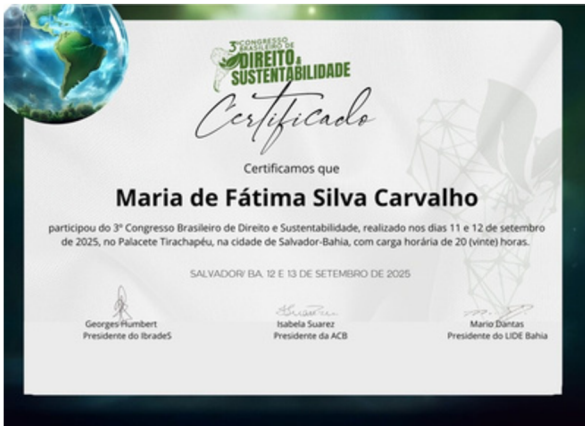 3º CONGRESSO
BRASILEIRO DE
DIREITO &
SUSTENTABILIDADE
Certificado
Certificamos que
Maria de Fátima Silva Carvalho
participou do 3º Congresso Brasileiro de Direito e Sustentabilidade, realizado nos dias 11 e 12 de setembro
de 2025, no Palacete Tirachapéu, na cidade de Salvador-Bahia, com carga horária de 20 (vinte) horas.
SALVADOR/ BA, 12 E 13 DE SETEMBRO DE 2025
Georges Humbert Isabela Suarez Mario Dantas
Presidente do IbradeS Presidente da ACB Presidente do LIDE Bahia